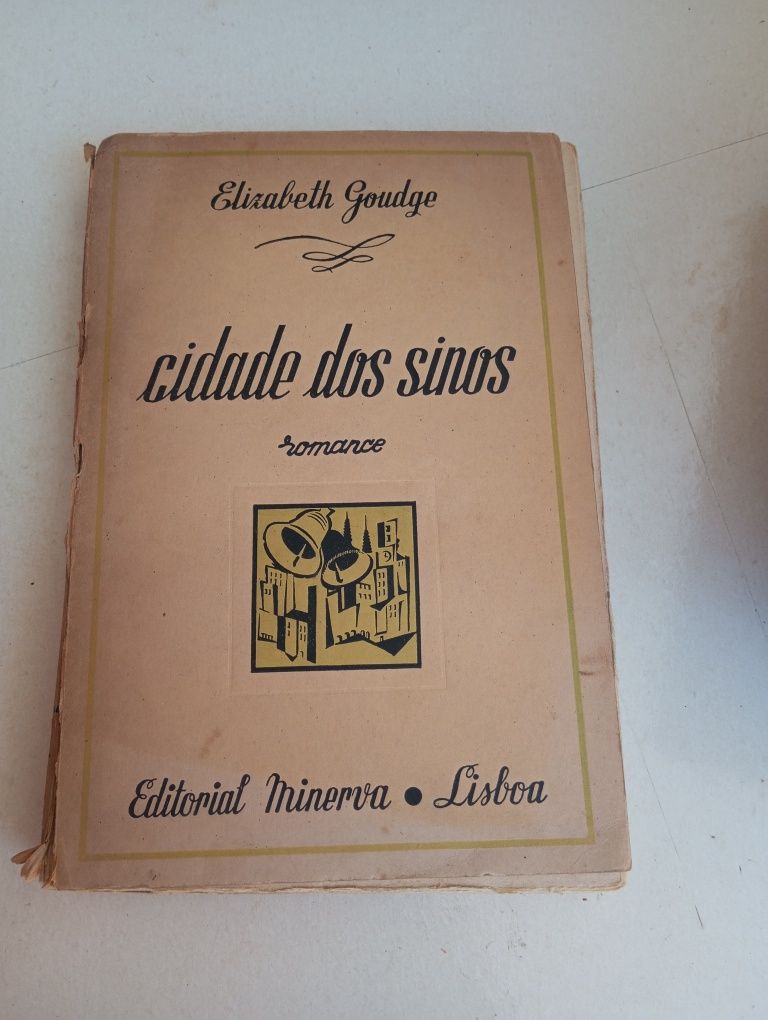 Elizabeth Goudge
cidade dos sinos
romance
Editorial Minerva • Lisboa